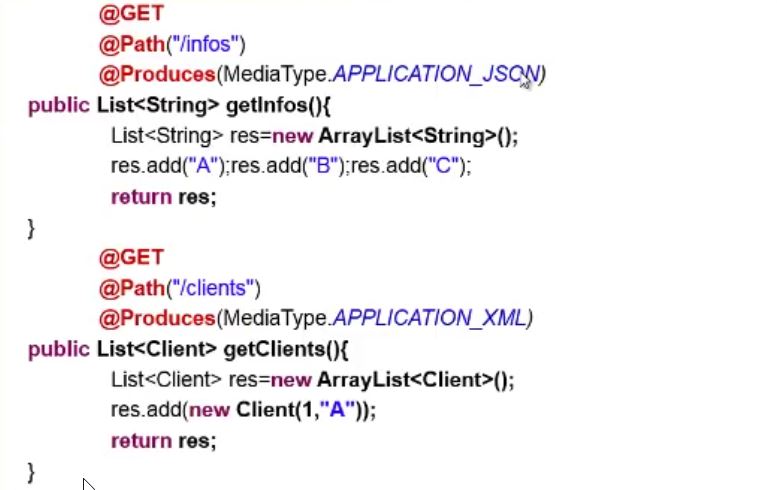 @GET
@Path("/infos")
@Produces(MediaType.APPLICATION_JSON)
public List<String> getInfos(){
List<String> res=new ArrayList<String>();
res.add("A");res.add("B");res.add("C");
return res;
}
@GET
@Path("/clients")
@Produces(MediaType.APPLICATION_XML)
public List<Client> getClients(){
List<Client> res=new ArrayList<Client>();
res.add(new Client(1,"A"));
return res;
}